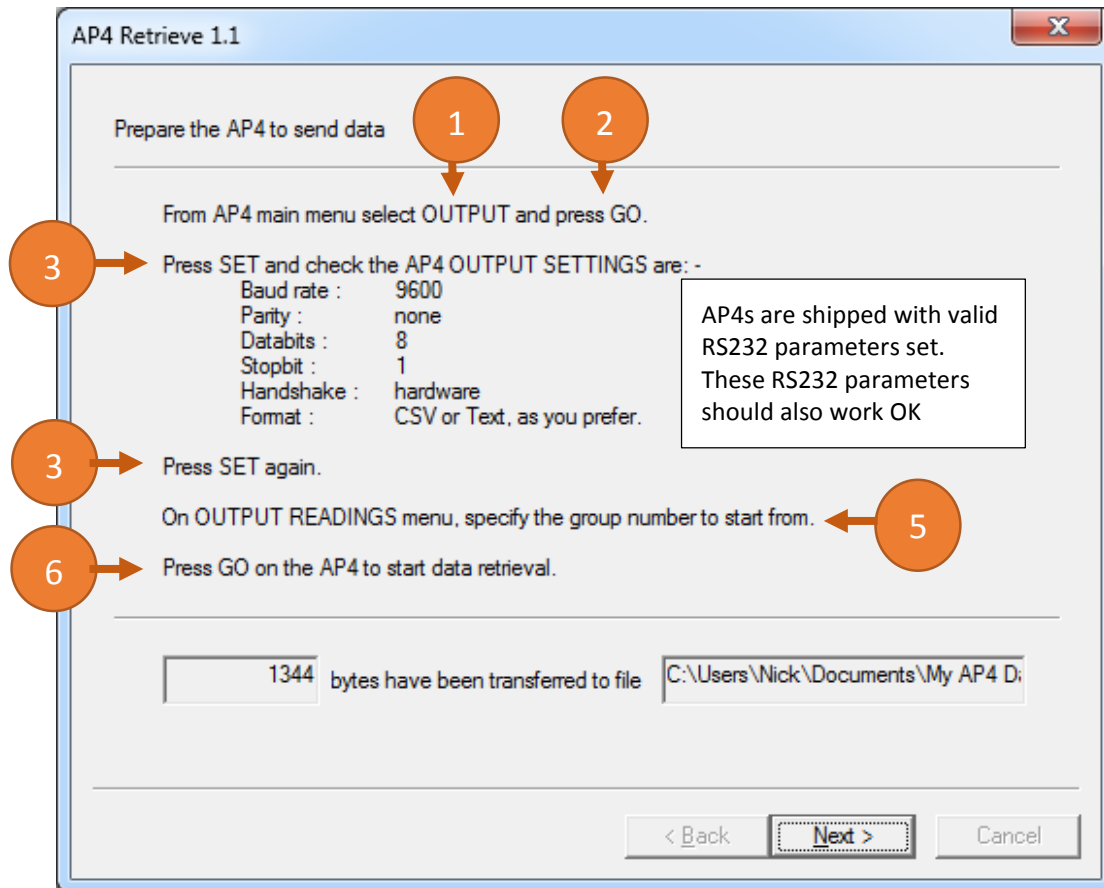 AP4 Retrieve 1.1
x
1
2
Prepare the AP4 to send data
From AP4 main menu select OUTPUT and press GO.
3
Press SET and check the AP4 OUTPUT SETTINGS are: -
Baud rate : 9600
Parity : none
Databits : 8
Stopbit : 1
Handshake : hardware
Format : CSV or Text, as you prefer.
AP4s are shipped with valid
RS232 parameters set.
These RS232 parameters
should also work OK
3
Press SET again.
On OUTPUT READINGS menu, specify the group number to start from.
5
6
Press GO on the AP4 to start data retrieval.
1344 bytes have been transferred to file C:\Users\Nick\Documents\My AP4 D
< Back Next > Cancel